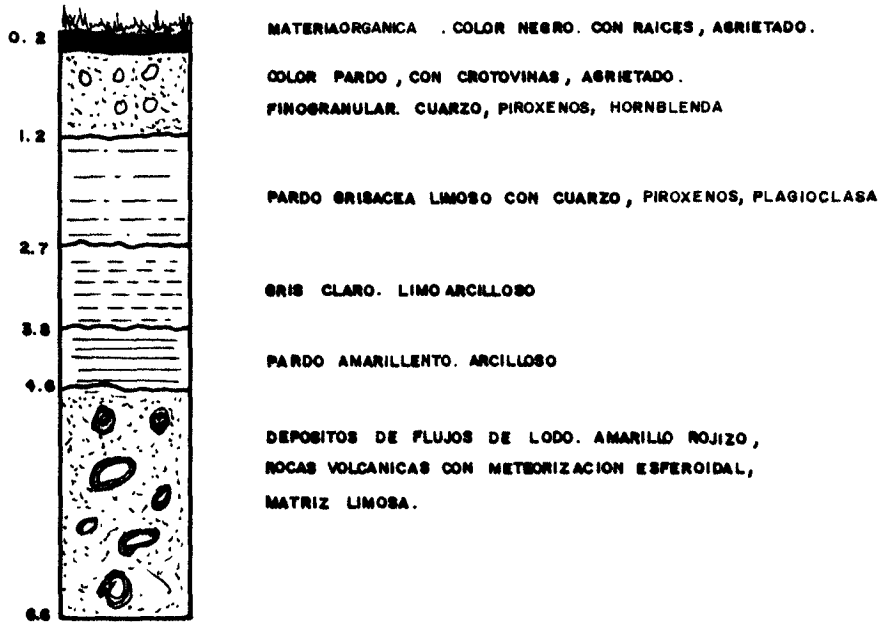 0.2
MATERIAORGANICA . COLOR NEGRO. CON RAICES, AGRIETADO.
COLOR PARDO, CON CROTOVINAS, AGRIETADO.
FINOGRANULAR. CUARZO, PIROXENOS, HORNBLENDA
1.2
PARDO GRISACEA LIMOSO CON CUARZO, PIROXENOS, PLAGIOCLASA
2.7
GRIS CLARO. LIMO ARCILLOSO
3.8
PARDO AMARILLENTO. ARCILLOSO
4.6
DEPOSITOS DE FLUJOS DE LODO. AMARILLO ROJIZO,
ROCAS VOLCANICAS CON METEORIZACION ESFEROIDAL,
MATRIZ LIMOSA.
6.6